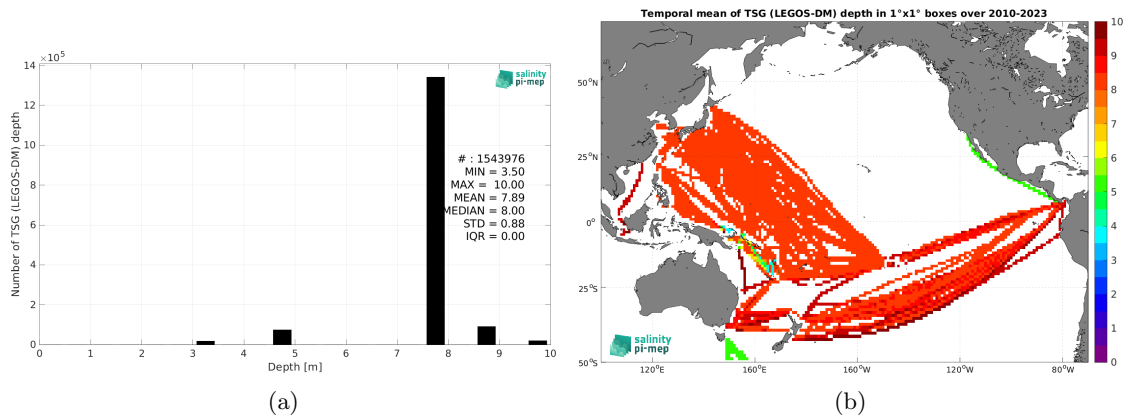 Temporal mean of TSG (LEGOS-DM) depth in 1°x1° boxes over 2010-2023
×10⁵
14
12
10
8
6
4
2
0
Number of TSG (LEGOS-DM) depth
salinity
pi-mep
# : 1543976
MIN = 3.50
MAX = 10.00
MEAN = 7.89
MEDIAN = 8.00
STD = 0.88
IQR = 0.00
0 1 2 3 4 5 6 7 8 9 10
Depth [m]
(a)
50°N
25°N
0°
25°S
50°S
120°E
160°E
160°W
120°W
80°W
salinity
pi-mep
10
9
8
7
6
5
4
3
2
1
0
(b)